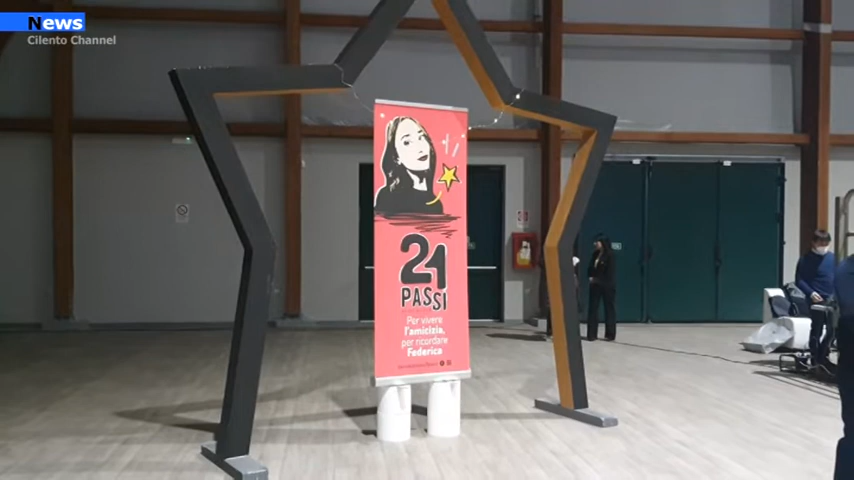 News
Cilento Channel
21
PASSI
Per vivere
l'amicizia,
per ricordare
Federica